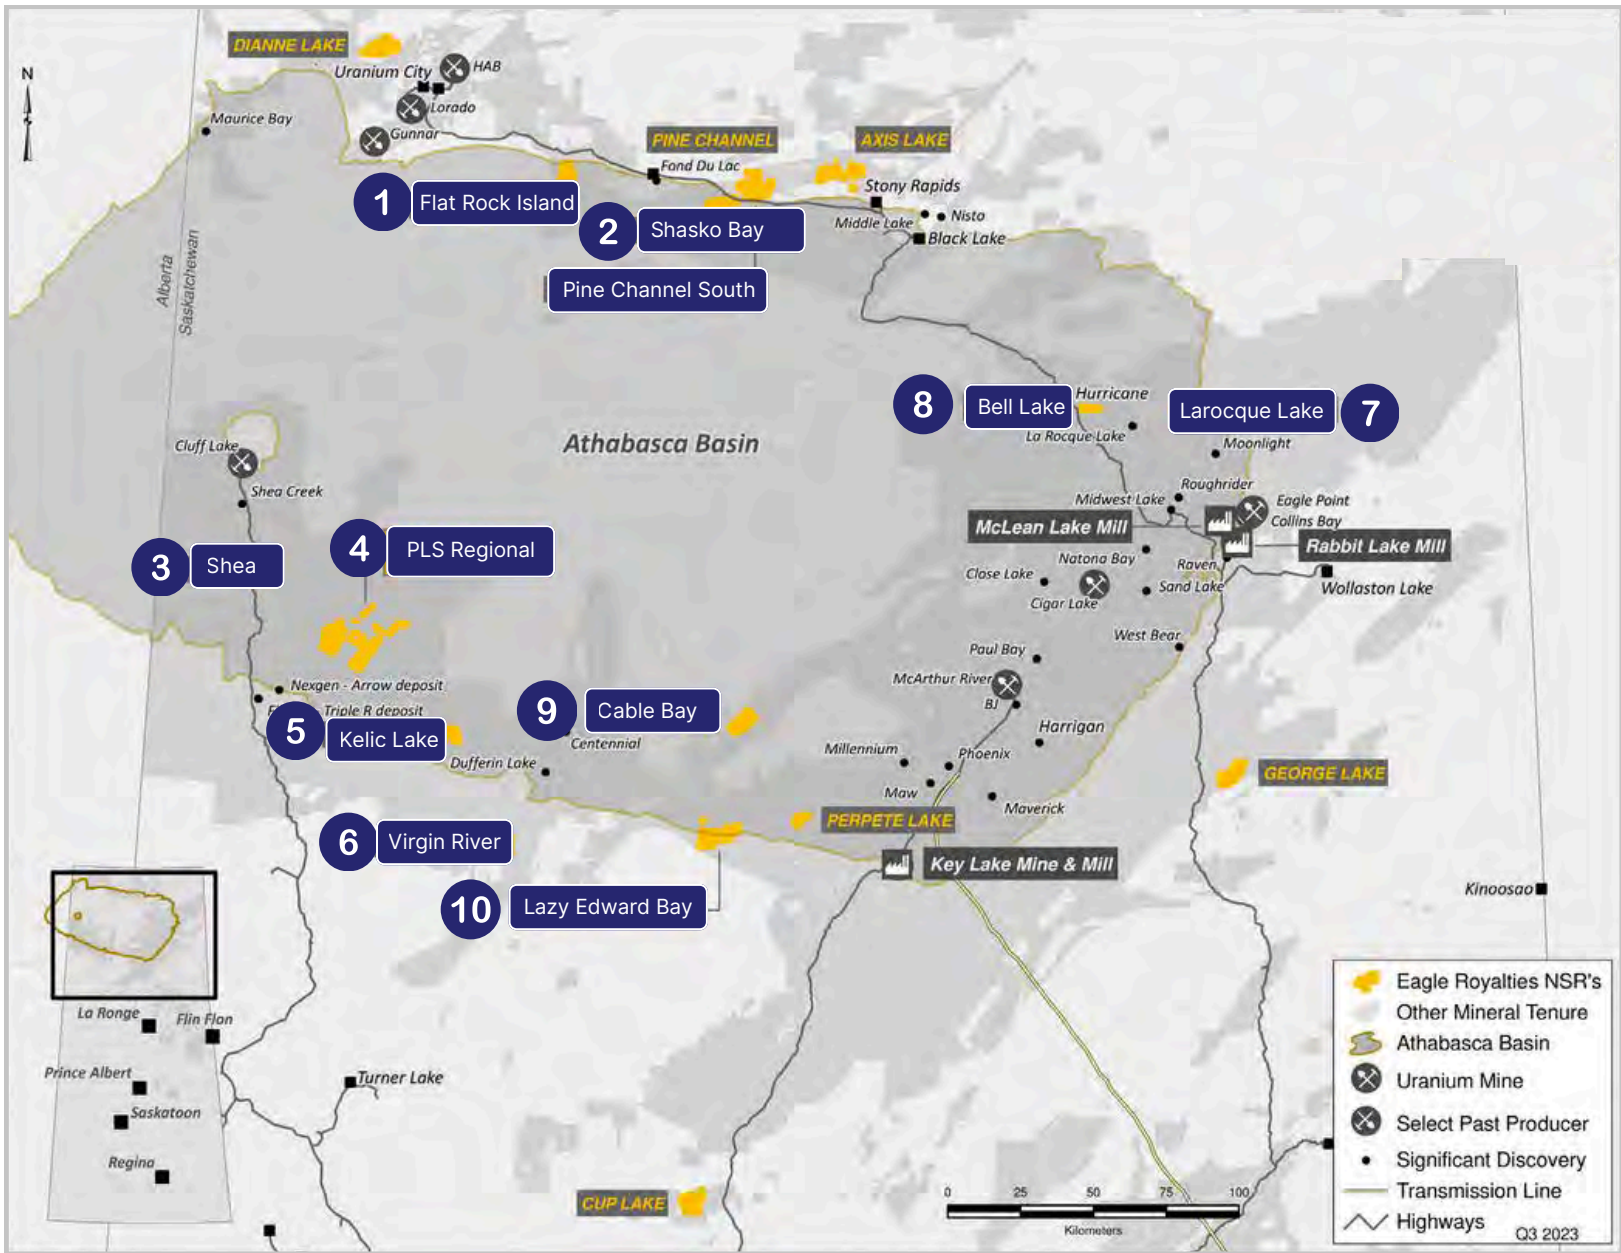 DIANNE LAKE
N
Uranium City
HAB
Lorado
Maurice Bay
Gunnar
PINE CHANNEL
AXIS LAKE
Fond Du Lac
Stony Rapids
1
Flat Rock Island
2
Shasko Bay
Middle Lake
Nisto
Black Lake
Alberta
Saskatchewan
Pine Channel South
8
Bell Lake
Hurricane
Larocque Lake
7
La Rocque Lake
Moonlight
Athabasca Basin
Cluff Lake
Shea Creek
Roughrider
Midwest Lake
Eagle Point
Collins Bay
McLean Lake Mill
Rabbit Lake Mill
4
PLS Regional
3
Shea
Natona Bay
Raven
Close Lake
Sand Lake
Cigar Lake
Wollaston Lake
West Bear
Paul Bay
McArthur River
BJ
Nexgen - Arrow deposit
Triple R deposit
5
Kelic Lake
9
Cable Bay
Centennial
Dufferin Lake
Harrigan
Millennium
Phoenix
Maw
Maverick
GEORGE LAKE
PERPETE LAKE
6
Virgin River
Key Lake Mine & Mill
10
Lazy Edward Bay
Kinoosao
La Ronge
Flin Flon
Prince Albert
Saskatoon
Regina
Turner Lake
CUP LAKE
0 25 50 75 100
Kilometers
Eagle Royalties NSR's
Other Mineral Tenure
Athabasca Basin
Uranium Mine
Select Past Producer
Significant Discovery
Transmission Line
Highways
Q3 2023